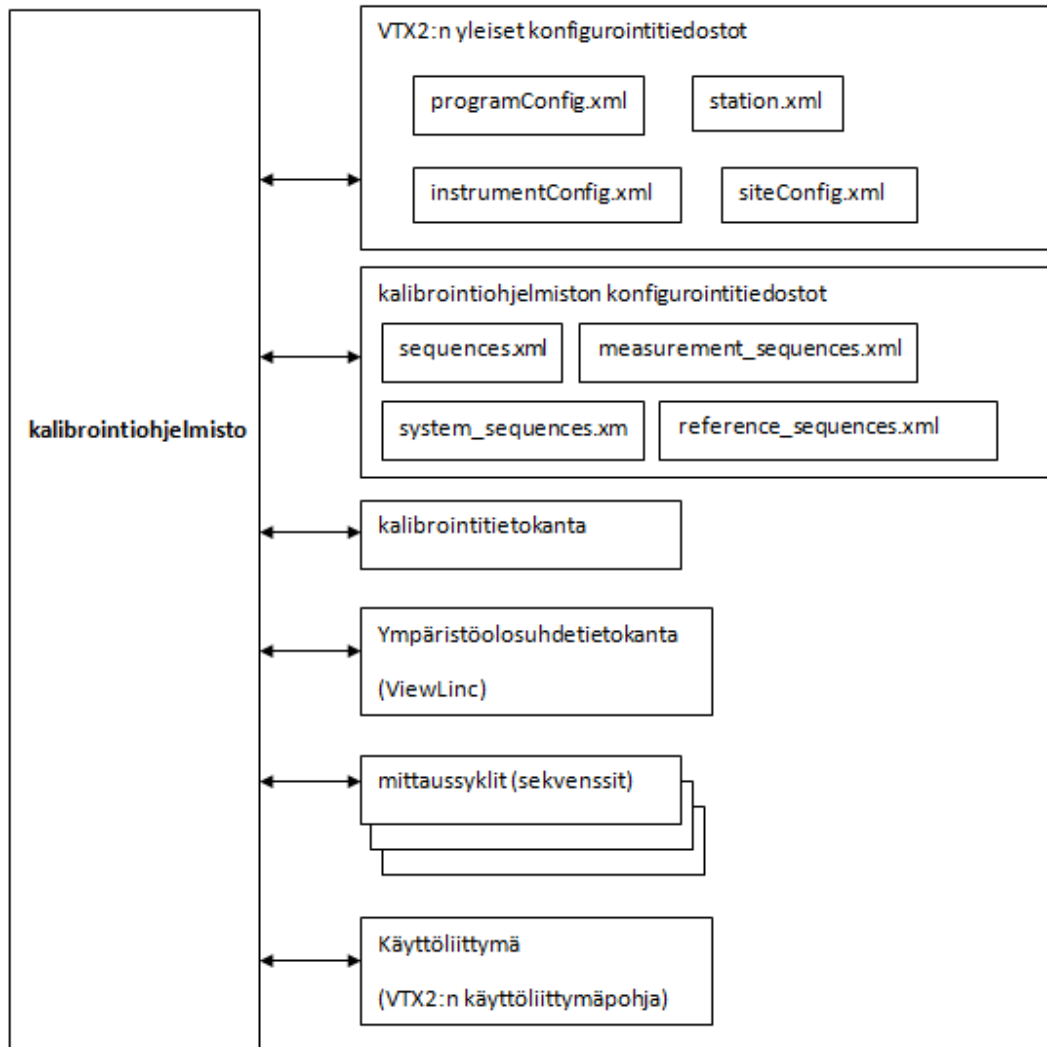 VTX2:n yleiset konfigurointitiedostot
programConfig.xml
station.xml
instrumentConfig.xml
siteConfig.xml
kalibrointiohjelmiston konfigurointitiedostot
sequences.xml
measurement_sequences.xml
system_sequences.xm
reference_sequences.xml
kalibrointiohjelmisto
kalibrointitietokanta
Ympäristöolosuhdetietokanta
(ViewLinc)
mittaussyklit (sekvenssit)
Käyttöliittymä
(VTX2:n käyttöliittymäpohja)